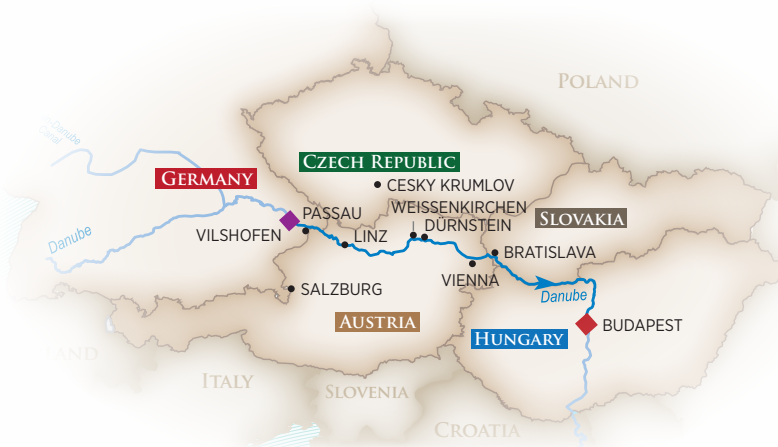 POLAND
Danube
Canal
CZECH REPUBLIC
GERMANY
CESKY KRUMLOV
WEISSENKIRCHEN
PASSAU
SLOVAKIA
DÜRNSTEIN
VILSHOFEN
LINZ
Danube
BRATISLAVA
VIENNA
SALZBURG
Danube
AUSTRIA
BUDAPEST
HUNGARY
ITALY
SLOVENIA
CROATIA